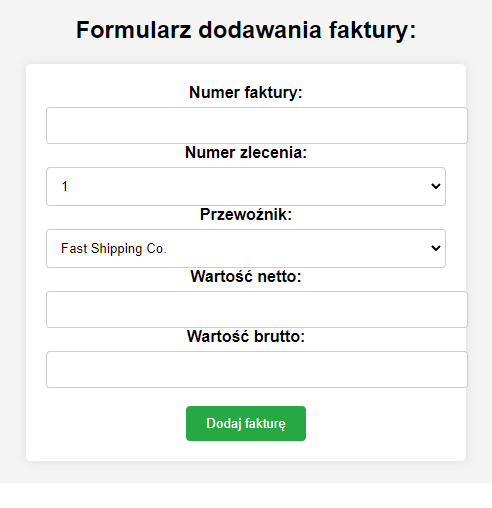 Formularz dodawania faktury:
Numer faktury:
Numer zlecenia:
1
Przewoźnik:
Fast Shipping Co.
Wartość netto:
Wartość brutto:
Dodaj fakturę